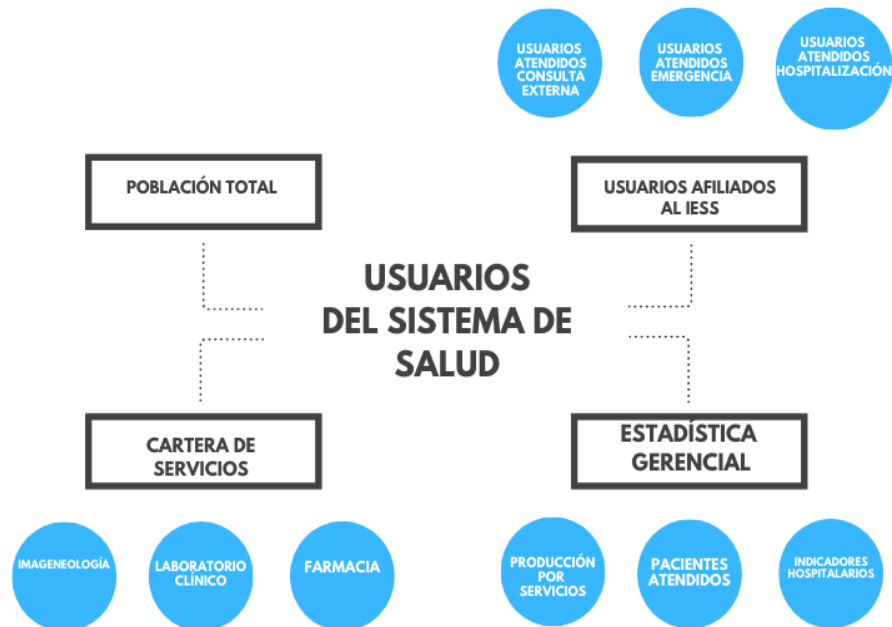 USUARIOS
ATENDIDOS
CONSULTA
EXTERNA
USUARIOS
ATENDIDOS
EMERGENCIA
USUARIOS
ATENDIDOS
HOSPITALIZACIÓN
POBLACIÓN TOTAL
USUARIOS AFILIADOS
AL IESS
USUARIOS
DEL SISTEMA DE
SALUD
CARTERA DE
SERVICIOS
ESTADÍSTICA
GERENCIAL
IMAGENEOLOGÍA
LABORATORIO
CLÍNICO
FARMACIA
PRODUCCIÓN
POR
SERVICIOS
PACIENTES
ATENDIDOS
INDICADORES
HOSPITALARIOS